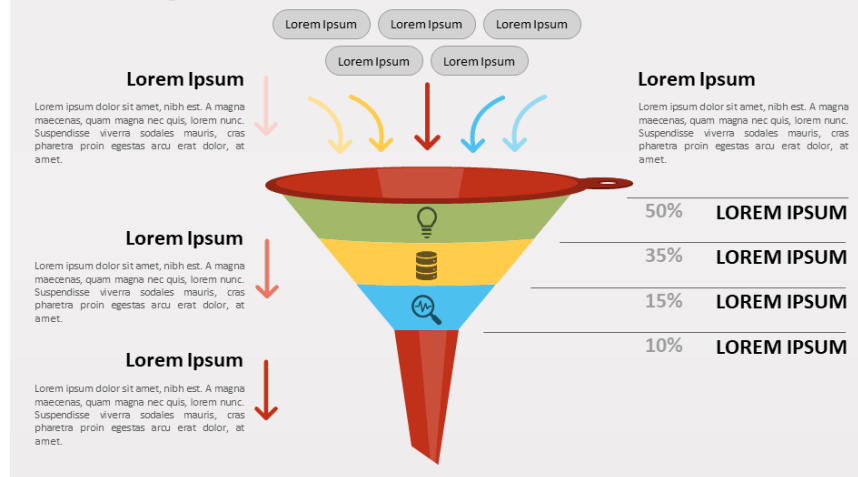 Lorem Ipsum
Lorem Ipsum
Lorem Ipsum
Lorem Ipsum
Lorem Ipsum
Lorem Ipsum
Lorem ipsum dolor sit amet, nibh est. A magna
maecenas, quam magna nec quis, lorem nunc.
Suspendisse viverra sodales mauris, cras
pharetra proin egestas arcu erat dolor, at
amet.
Lorem Ipsum
Lorem ipsum dolor sit amet, nibh est. A magna
maecenas, quam magna nec quis, lorem nunc.
Suspendisse viverra sodales mauris, cras
pharetra proin egestas arcu erat dolor, at
amet.
Lorem Ipsum
Lorem ipsum dolor sit amet, nibh est. A magna
maecenas, quam magna nec quis, lorem nunc.
Suspendisse viverra sodales mauris, cras
pharetra proin egestas arcu erat dolor, at
amet.
Lorem Ipsum
Lorem ipsum dolor sit amet, nibh est. A magna
maecenas, quam magna nec quis, lorem nunc.
Suspendisse viverra sodales mauris, cras
pharetra proin egestas arcu erat dolor, at
amet.
50% LOREM IPSUM
35% LOREM IPSUM
15% LOREM IPSUM
10% LOREM IPSUM